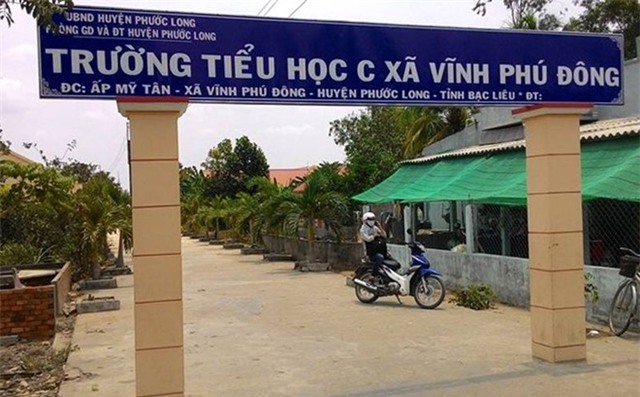 UBND HUYỆN PHƯỚC LONG
PHÒNG GD VÀ ĐT HUYỆN PHƯỚC LONG
TRƯỜNG TIỂU HỌC C XÃ VĨNH PHÚ ĐÔNG
ĐC: ẤP MỸ TÂN - XÃ VĨNH PHÚ ĐÔNG - HUYỆN PHƯỚC LONG - TỈNH BẠC LIÊU * ĐT: